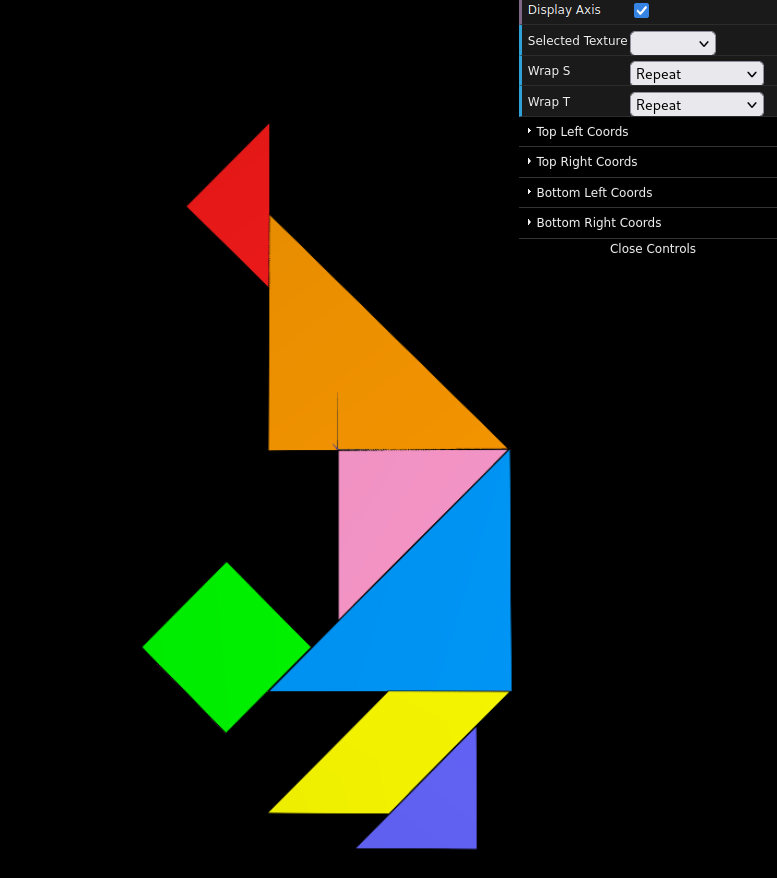 Display Axis
Selected Texture
Wrap S Repeat
Wrap T Repeat
Top Left Coords
Top Right Coords
Bottom Left Coords
Bottom Right Coords
Close Controls